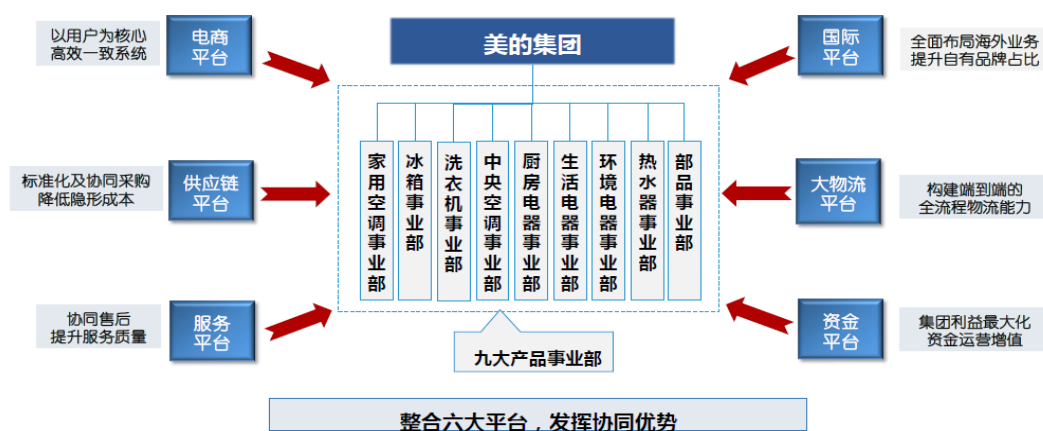 以用户为核心
高效一致系统
电商
平台
美的集团
国际
平台
全面布局海外业务
提升自有品牌占比
标准化及协同采购
降低隐形成本
供应链
平台
家用空调事业部
冰箱事业部
洗衣机事业部
中央空调事业部
厨房电器事业部
生活电器事业部
环境电器事业部
热水器事业部
部品事业部
大物流
平台
构建端到端的
全流程物流能力
协同售后
提升服务质量
服务
平台
九大产品事业部
资金
平台
集团利益最大化
资金运营增值
整合六大平台，发挥协同优势